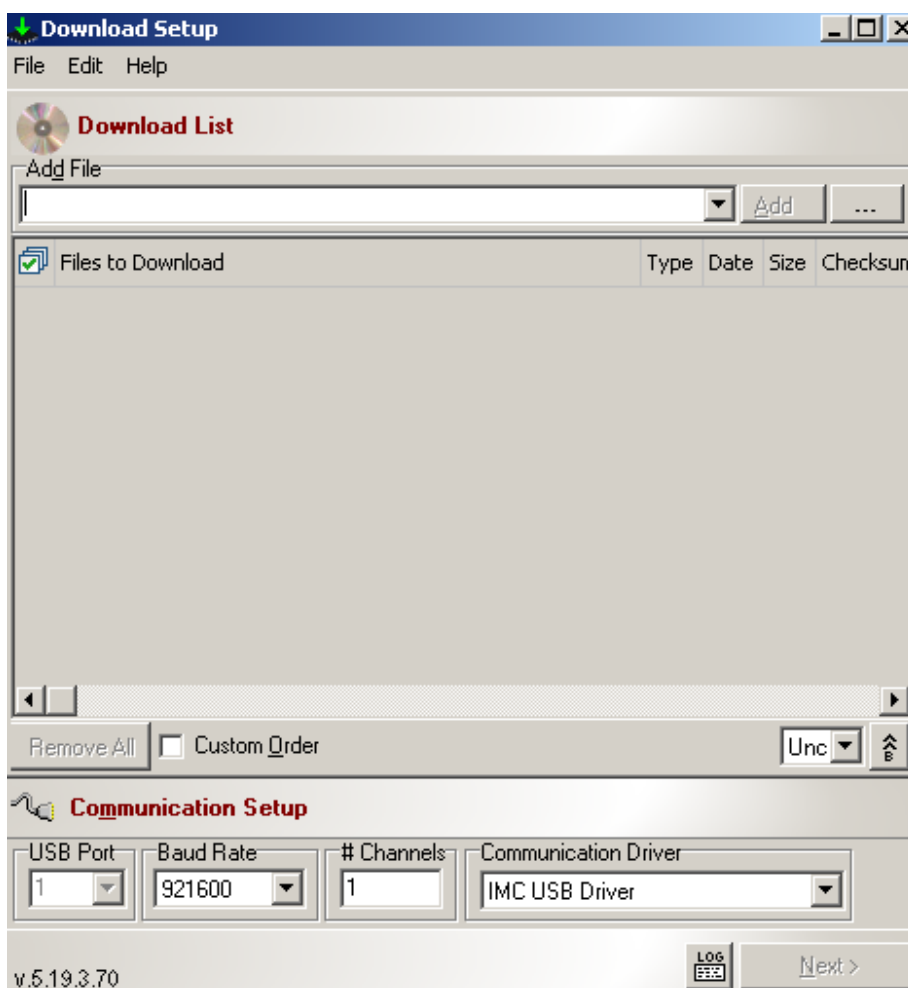 Download Setup
File Edit Help
Download List
Add File
Add ...
Files to Download Type Date Size Checksum
Remove All Custom Order Unc B
Communication Setup
USB Port Baud Rate # Channels Communication Driver
1 921600 1 IMC USB Driver
LOG
v.5.19.3.70 Next >